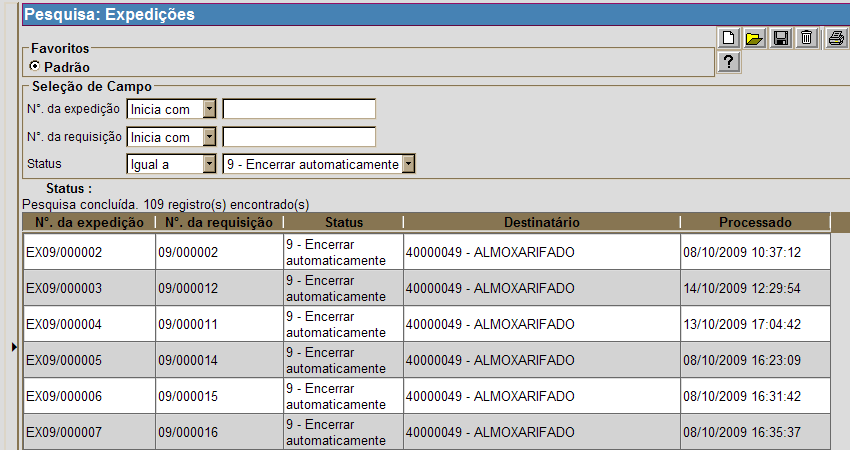 Pesquisa: Expedições
Favoritos
Padrão
?
Seleção de Campo
N°. da expedição Inicia com
N°. da requisição Inicia com
Status Igual a 9 - Encerrar automaticamente
Status :
Pesquisa concluída. 109 registro(s) encontrado(s)
N°. da expedição N°. da requisição Status Destinatário Processado
EX09/000002 09/000002 9 - Encerrar automaticamente 40000049 - ALMOXARIFADO 08/10/2009 10:37:12
EX09/000003 09/000012 9 - Encerrar automaticamente 40000049 - ALMOXARIFADO 14/10/2009 12:29:54
EX09/000004 09/000011 9 - Encerrar automaticamente 40000049 - ALMOXARIFADO 13/10/2009 17:04:42
EX09/000005 09/000014 9 - Encerrar automaticamente 40000049 - ALMOXARIFADO 08/10/2009 16:23:09
EX09/000006 09/000015 9 - Encerrar automaticamente 40000049 - ALMOXARIFADO 08/10/2009 16:31:42
EX09/000007 09/000016 9 - Encerrar automaticamente 40000049 - ALMOXARIFADO 08/10/2009 16:35:37